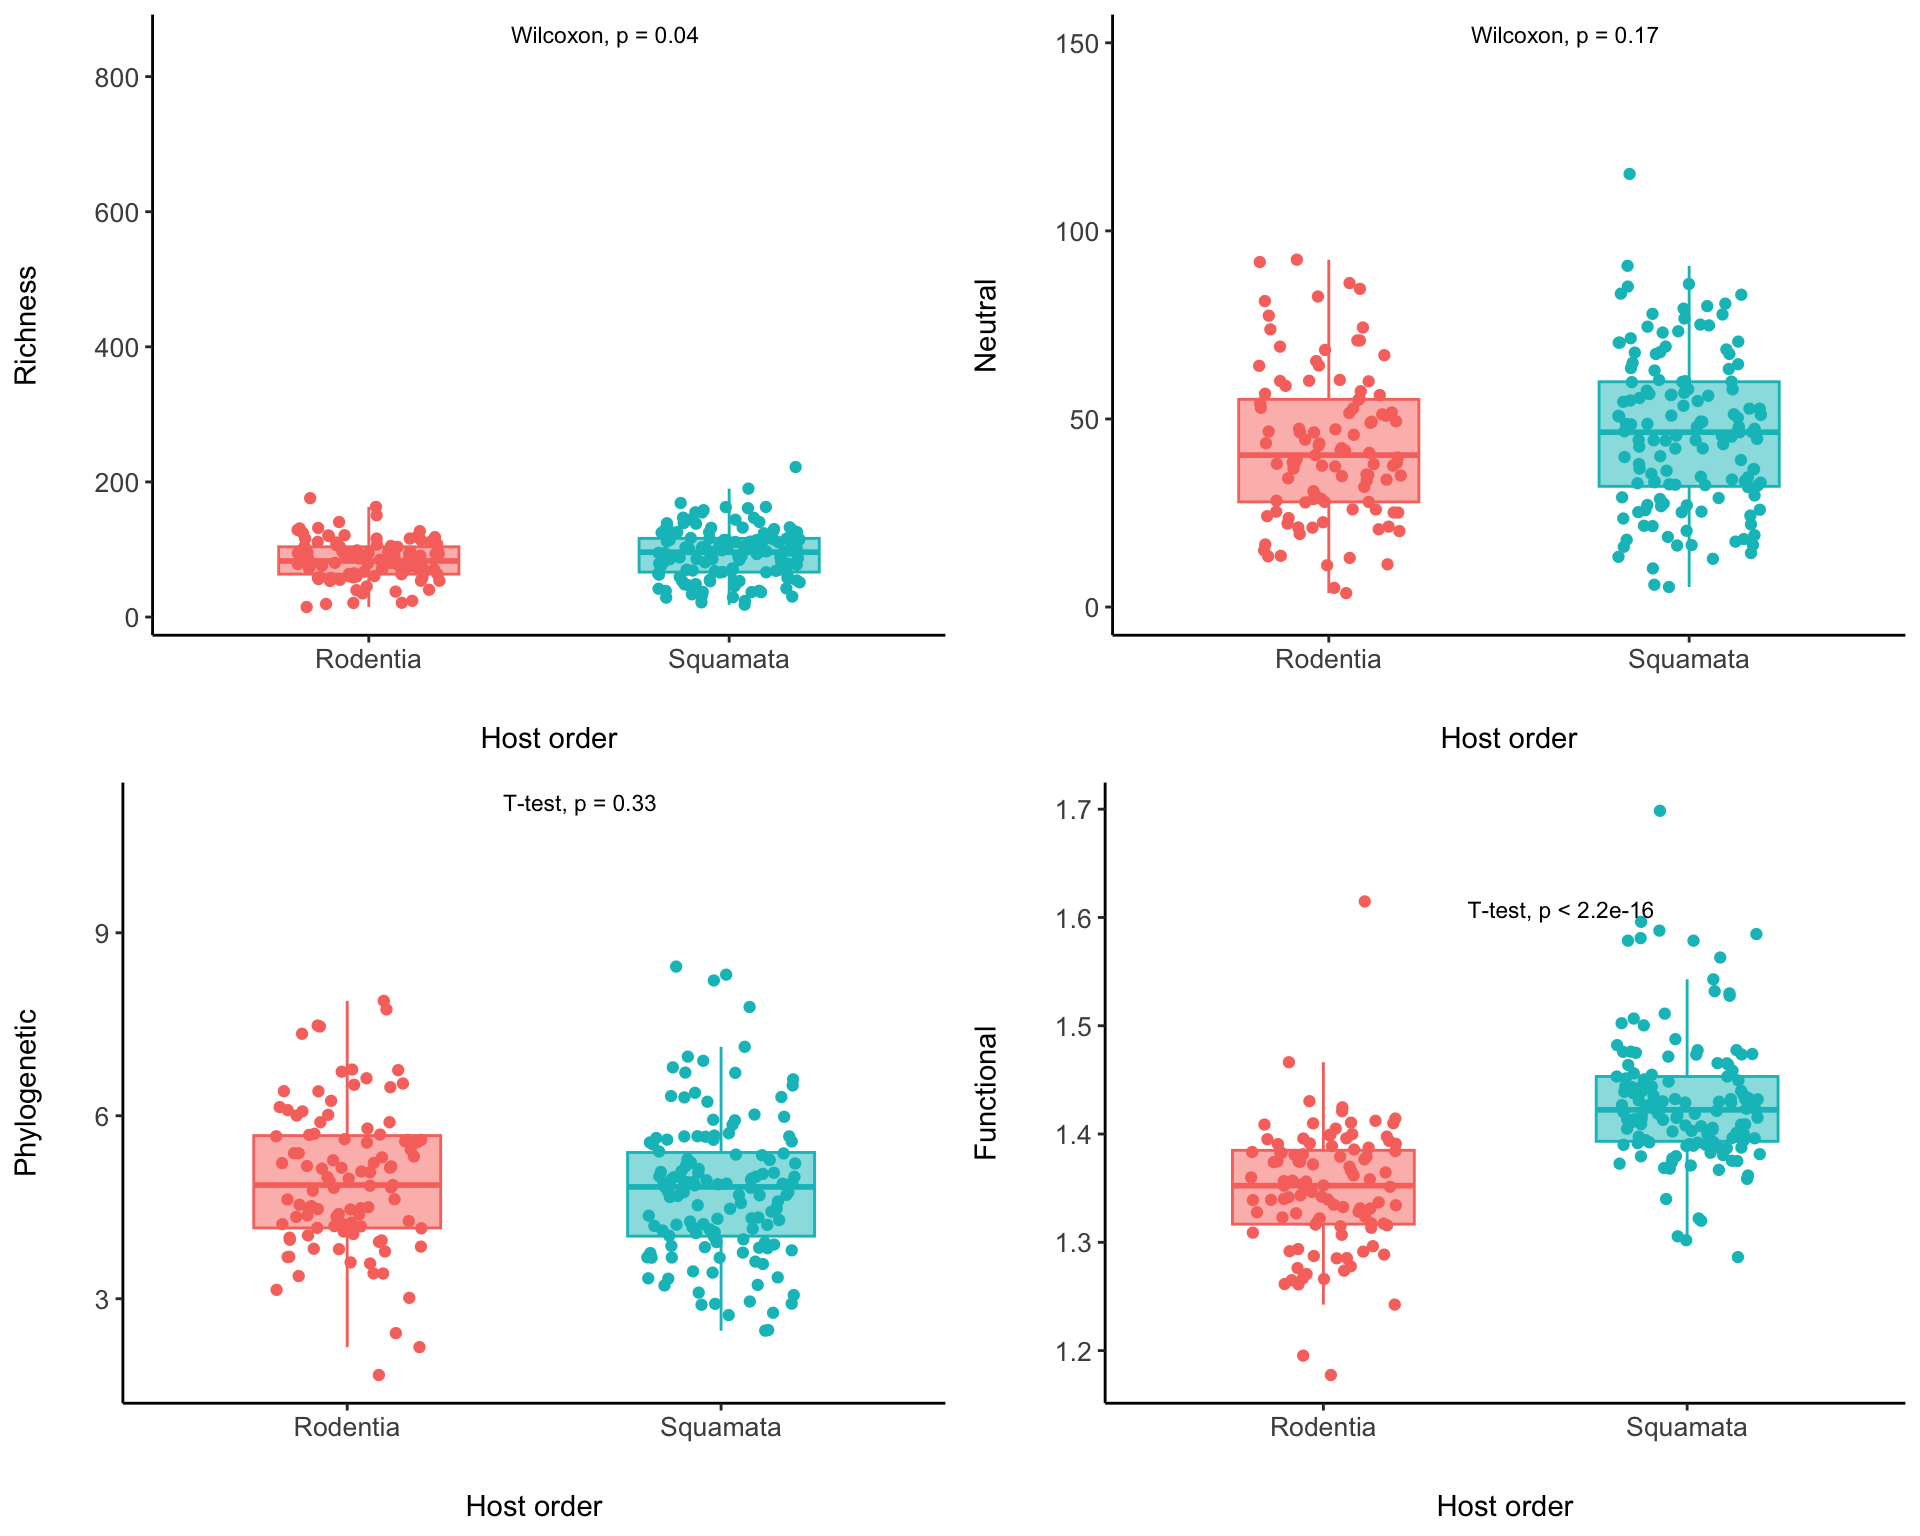 Wilcoxon, p = 0.04
800
600
400
200
0
Richness
Rodentia
Squamata
Host order
Wilcoxon, p = 0.17
150
100
50
0
Neutral
Rodentia
Squamata
Host order
T-test, p = 0.33
9
6
3
Phylogenetic
Rodentia
Squamata
Host order
T-test, p < 2.2e-16
1.7
1.6
1.5
1.4
1.3
1.2
Functional
Rodentia
Squamata
Host order